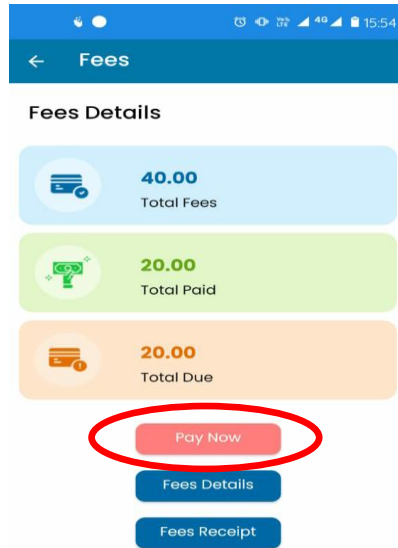 4G 15:54
Fees
Fees Details
40.00
Total Fees
20.00
Total Paid
20.00
Total Due
Pay Now
Fees Details
Fees Receipt